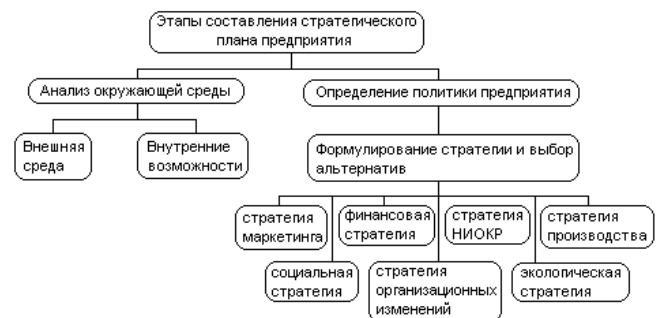 Этапы составления стратегического
плана предприятия
Анализ окружающей среды
Определение политики предприятия
Внешняя
среда
Внутренние
возможности
Формулирование стратегии и выбор
альтернатив
стратегия
маркетинга
финансовая
стратегия
стратегия
НИОКР
стратегия
производства
социальная
стратегия
стратегия
организационных
изменений
экологическая
стратегия